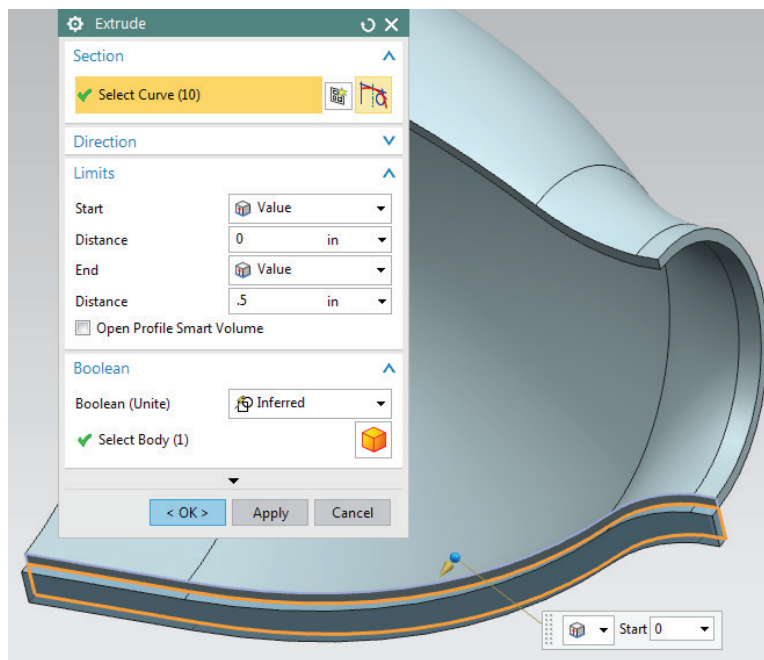 Extrude
Section
Select Curve (10)
Direction
Limits
Start Value
Distance 0 in
End Value
Distance .5 in
Open Profile Smart Volume
Boolean
Boolean (Unite) Inferred
Select Body (1)
< OK > Apply Cancel
Start 0